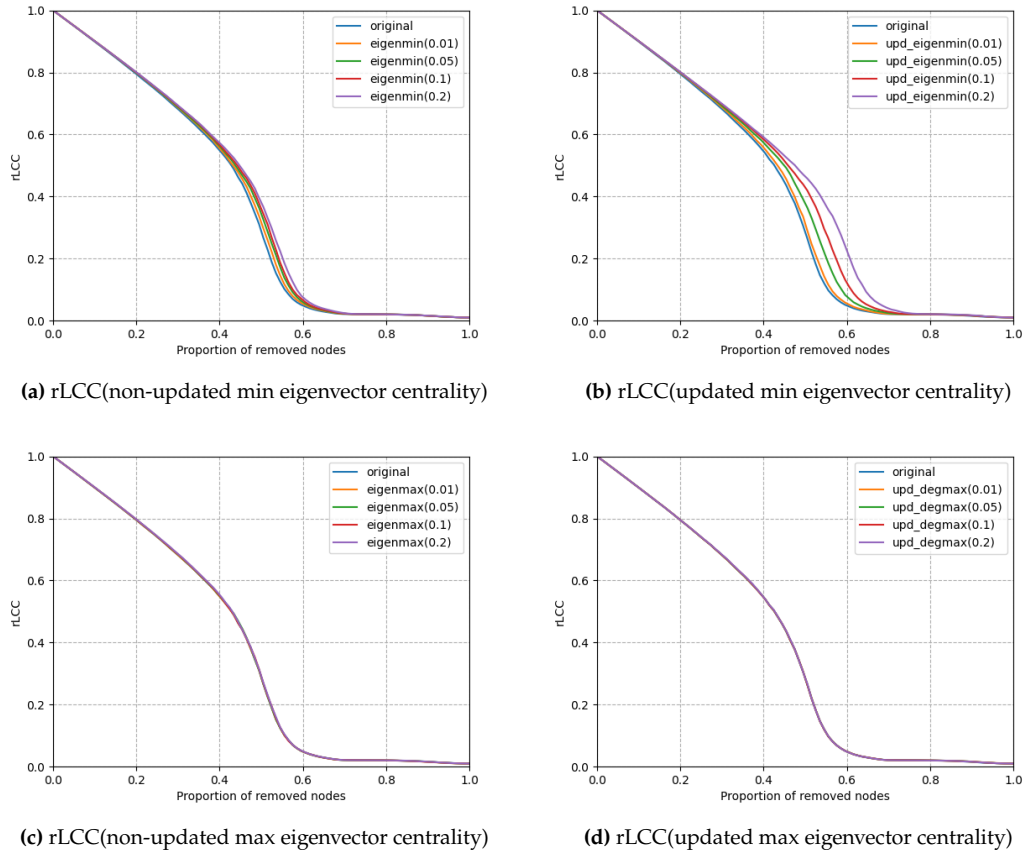 1.0
0.8
0.6
0.4
0.2
0.0
rLCC
0.0 0.2 0.4 0.6 0.8 1.0
Proportion of removed nodes
original
eigenmin(0.01)
eigenmin(0.05)
eigenmin(0.1)
eigenmin(0.2)
(a) rLCC(non-updated min eigenvector centrality)
1.0
0.8
0.6
0.4
0.2
0.0
rLCC
0.0 0.2 0.4 0.6 0.8 1.0
Proportion of removed nodes
original
upd_eigenmin(0.01)
upd_eigenmin(0.05)
upd_eigenmin(0.1)
upd_eigenmin(0.2)
(b) rLCC(updated min eigenvector centrality)
1.0
0.8
0.6
0.4
0.2
0.0
rLCC
0.0 0.2 0.4 0.6 0.8 1.0
Proportion of removed nodes
original
eigenmax(0.01)
eigenmax(0.05)
eigenmax(0.1)
eigenmax(0.2)
(c) rLCC(non-updated max eigenvector centrality)
1.0
0.8
0.6
0.4
0.2
0.0
rLCC
0.0 0.2 0.4 0.6 0.8 1.0
Proportion of removed nodes
original
upd_degmax(0.01)
upd_degmax(0.05)
upd_degmax(0.1)
upd_degmax(0.2)
(d) rLCC(updated max eigenvector centrality)